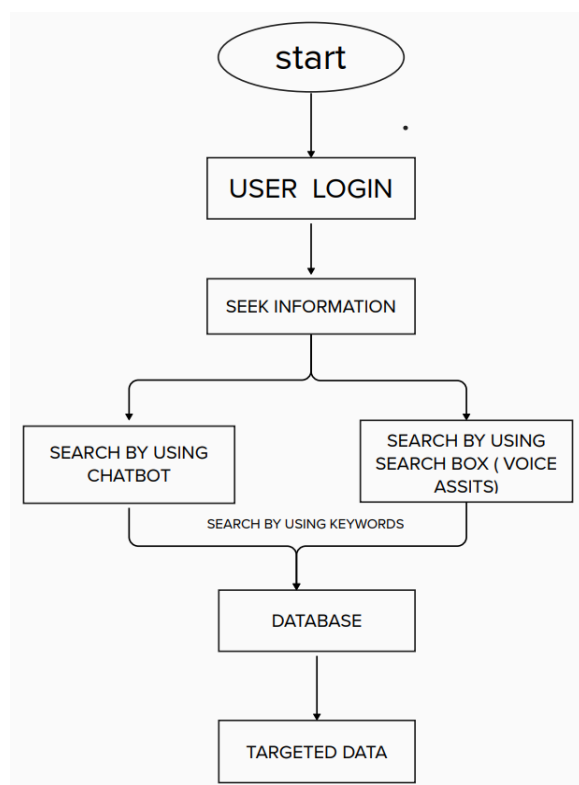 start
USER LOGIN
SEEK INFORMATION
SEARCH BY USING
CHATBOT
SEARCH BY USING
SEARCH BOX ( VOICE
ASSITS)
SEARCH BY USING KEYWORDS
DATABASE
TARGETED DATA